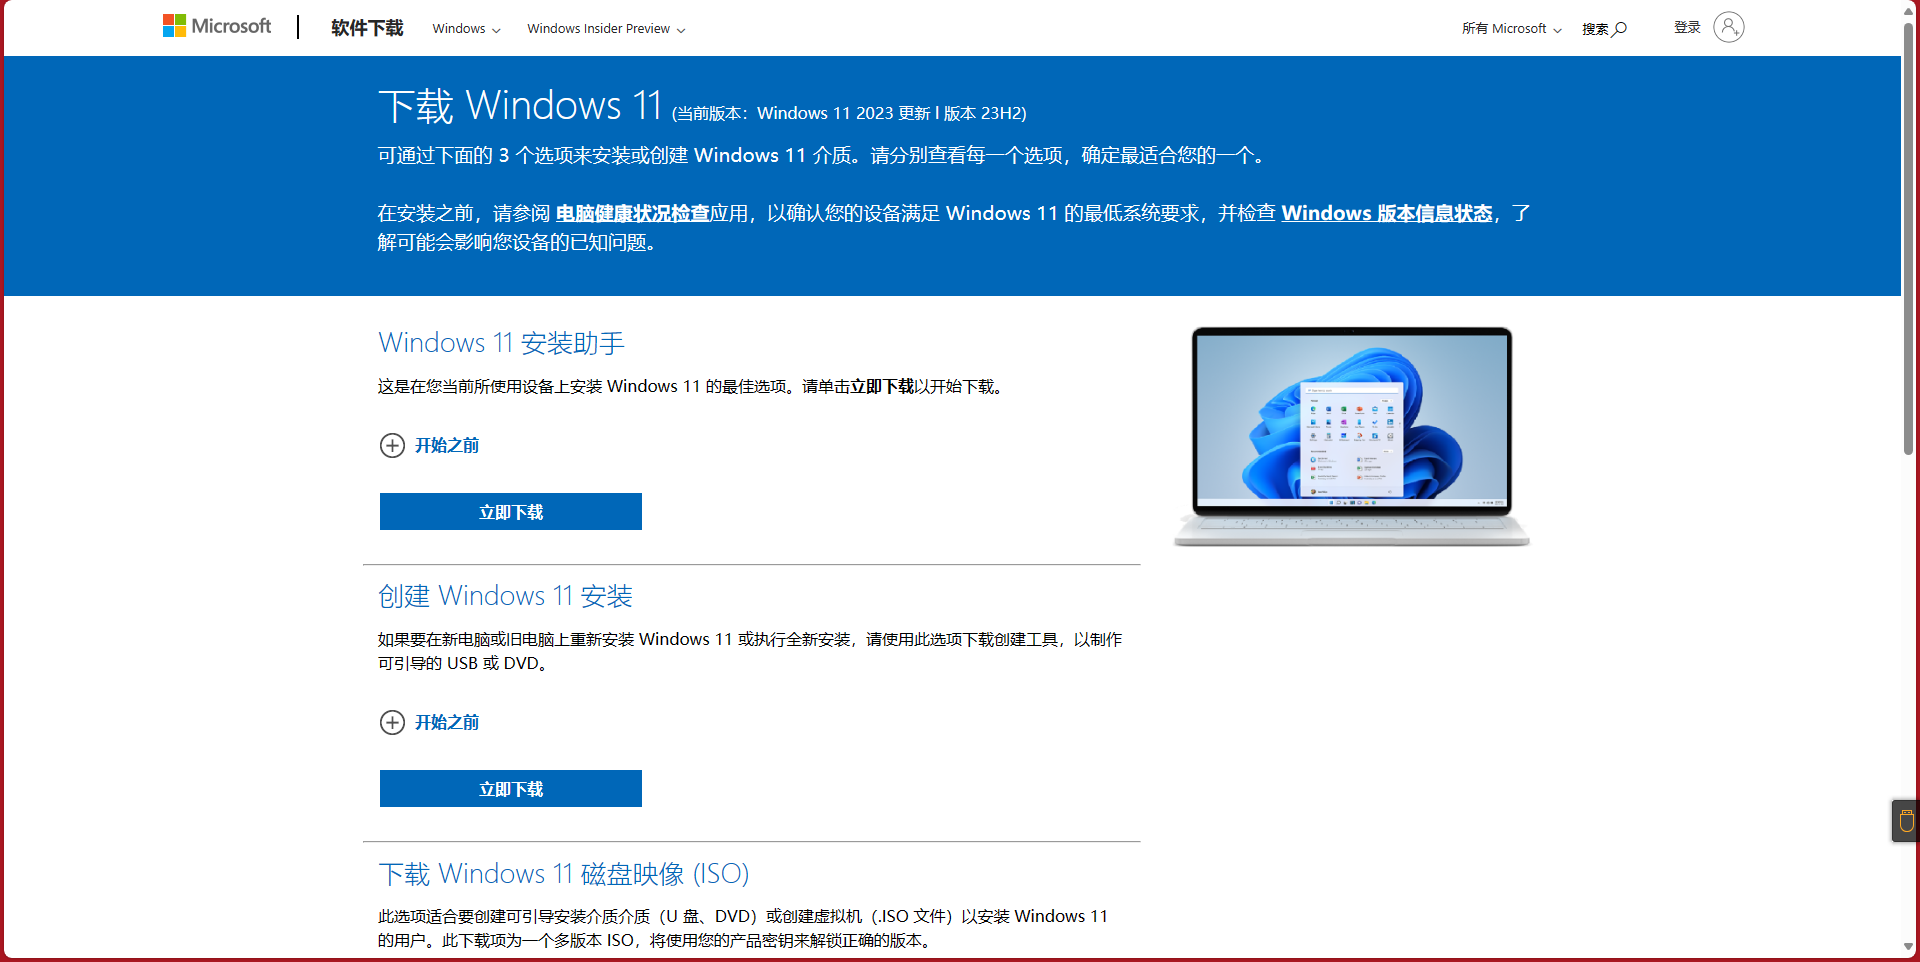 Microsoft
软件下载
Windows
Windows Insider Preview
所有 Microsoft
搜索
登录
下载 Windows 11 (当前版本：Windows 11 2023 更新 l 版本 23H2)
可通过下面的 3 个选项来安装或创建 Windows 11 介质。请分别查看每一个选项，确定最适合您的一个。
在安装之前，请参阅 电脑健康状况检查应用，以确认您的设备满足 Windows 11 的最低系统要求，并检查 Windows 版本信息状态，了
解可能会影响您设备的已知问题。
Windows 11 安装助手
这是在您当前所使用设备上安装 Windows 11 的最佳选项。请单击立即下载以开始下载。
开始之前
立即下载
创建 Windows 11 安装
如果要在新电脑或旧电脑上重新安装 Windows 11 或执行全新安装，请使用此选项下载创建工具，以制作
可引导的 USB 或 DVD。
开始之前
立即下载
下载 Windows 11 磁盘映像 (ISO)
此选项适合要创建可引导安装介质介质（U 盘、DVD）或创建虚拟机（.ISO 文件）以安装 Windows 11
的用户。此下载项为一个多版本 ISO，将使用您的产品密钥来解锁正确的版本。